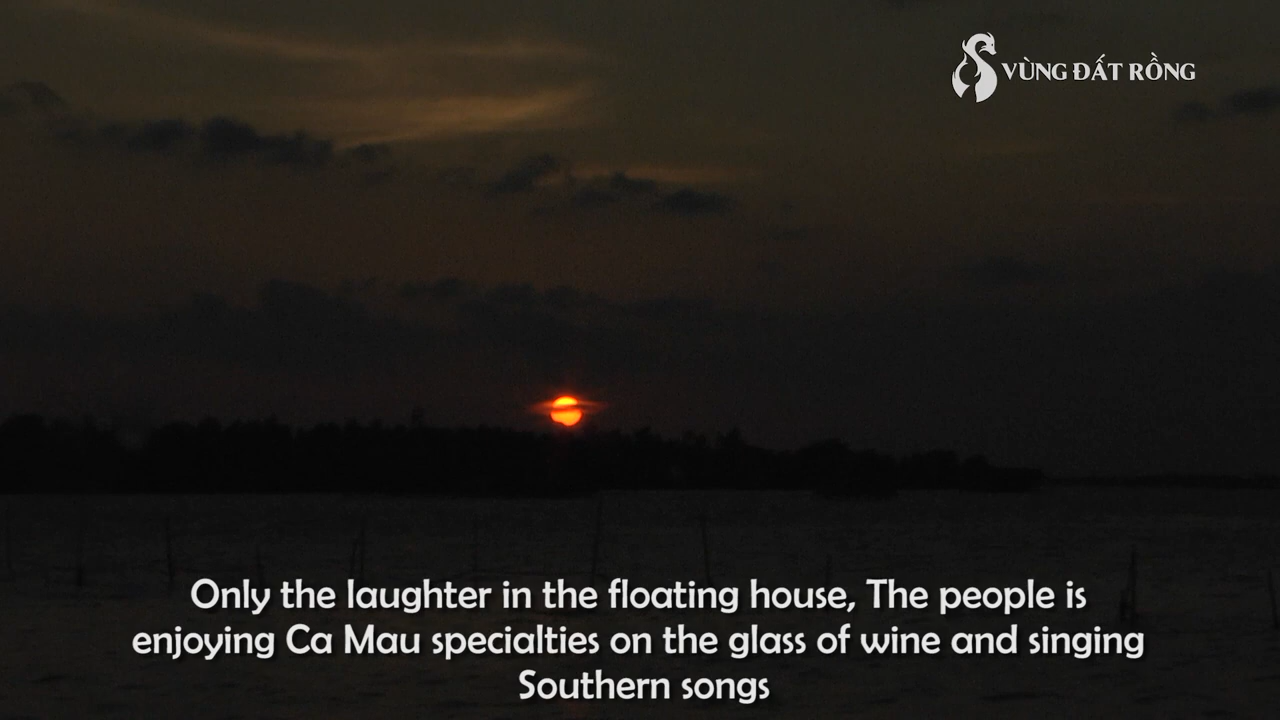 VÙNG ĐẤT RỒNG
Only the laughter in the floating house, The people is
enjoying Ca Mau specialties on the glass of wine and singing
Southern songs